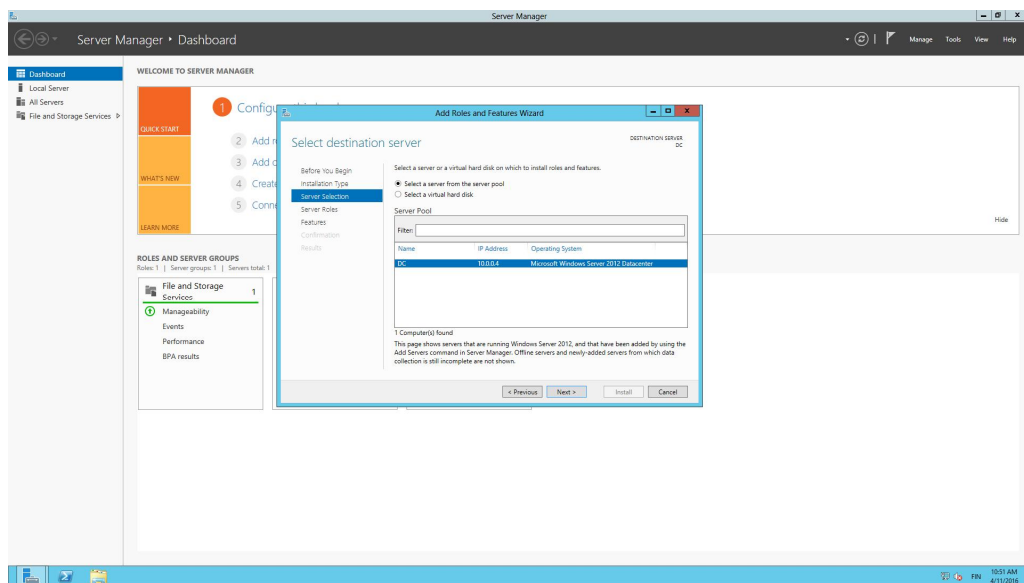 Server Manager
Server Manager • Dashboard
Manage Tools View Help
Dashboard
Local Server
All Servers
File and Storage Services
WELCOME TO SERVER MANAGER
QUICK START
WHAT'S NEW
LEARN MORE
1 Configu
2 Add r
3 Add o
4 Create
5 Conne
Hide
ROLES AND SERVER GROUPS
Roles: 1 | Server groups: 1 | Servers total: 1
File and Storage
Services
1
Manageability
Events
Performance
BPA results
Add Roles and Features Wizard
Select destination server
DESTINATION SERVER
DC
Before You Begin
Installation Type
Server Selection
Server Roles
Features
Confirmation
Results
Select a server or a virtual hard disk on which to install roles and features.
Select a server from the server pool
Select a virtual hard disk
Server Pool
Filter:
Name IP Address Operating System
DC 10.0.0.4 Microsoft Windows Server 2012 Datacenter
1 Computer(s) found
This page shows servers that are running Windows Server 2012, and that have been added by using the
Add Servers command in Server Manager. Offline servers and newly-added servers from which data
collection is still incomplete are not shown.
< Previous Next > Install Cancel
FIN
10:51 AM
4/11/2016